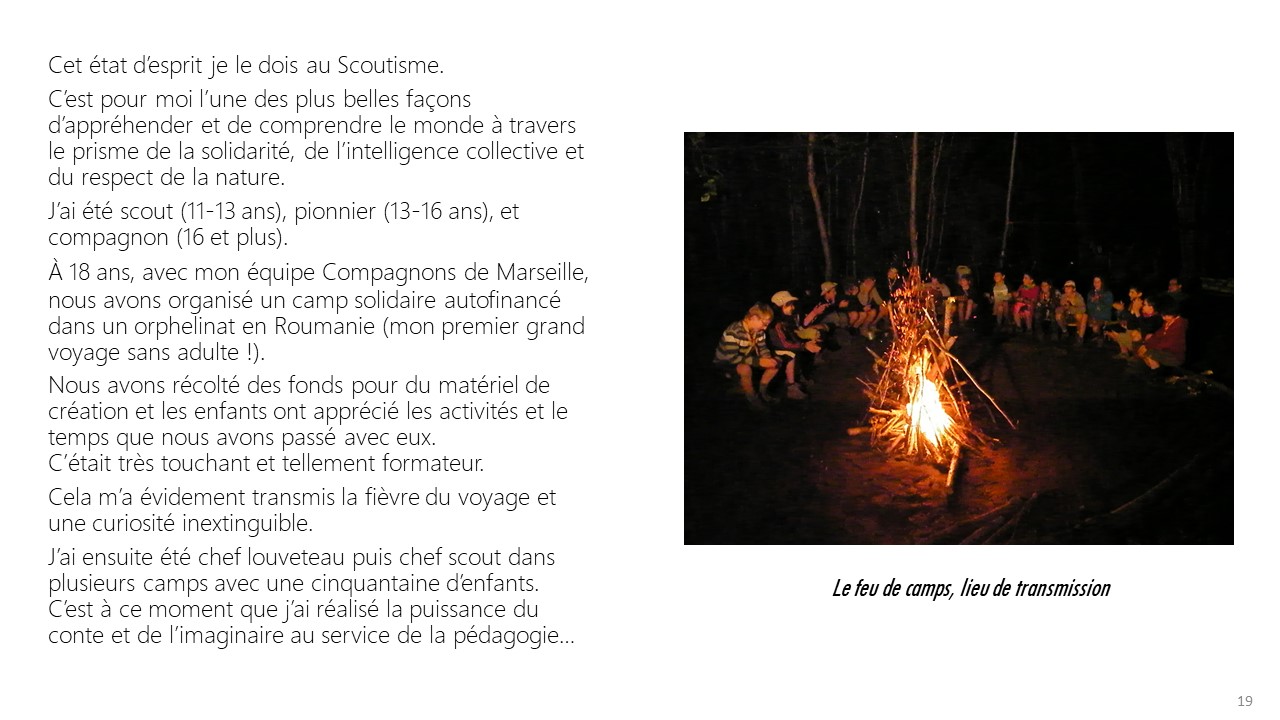 Cet état d’esprit je le dois au Scoutisme.
C’est pour moi l’une des plus belles façons
d’appréhender et de comprendre le monde à travers
le prisme de la solidarité, de l’intelligence collective et
du respect de la nature.
J’ai été scout (11-13 ans), pionnier (13-16 ans), et
compagnon (16 et plus).
À 18 ans, avec mon équipe Compagnons de Marseille,
nous avons organisé un camp solidaire autofinancé
dans un orphelinat en Roumanie (mon premier grand
voyage sans adulte !).
Nous avons récolté des fonds pour du matériel de
création et les enfants ont apprécié les activités et le
temps que nous avons passé avec eux.
C’était très touchant et tellement formateur.
Cela m’a évidement transmis la fièvre du voyage et
une curiosité inextinguible.
J’ai ensuite été chef louveteau puis chef scout dans
plusieurs camps avec une cinquantaine d’enfants.
C’est à ce moment que j’ai réalisé la puissance du
conte et de l’imaginaire au service de la pédagogie…
Le feu de camps, lieu de transmission
19